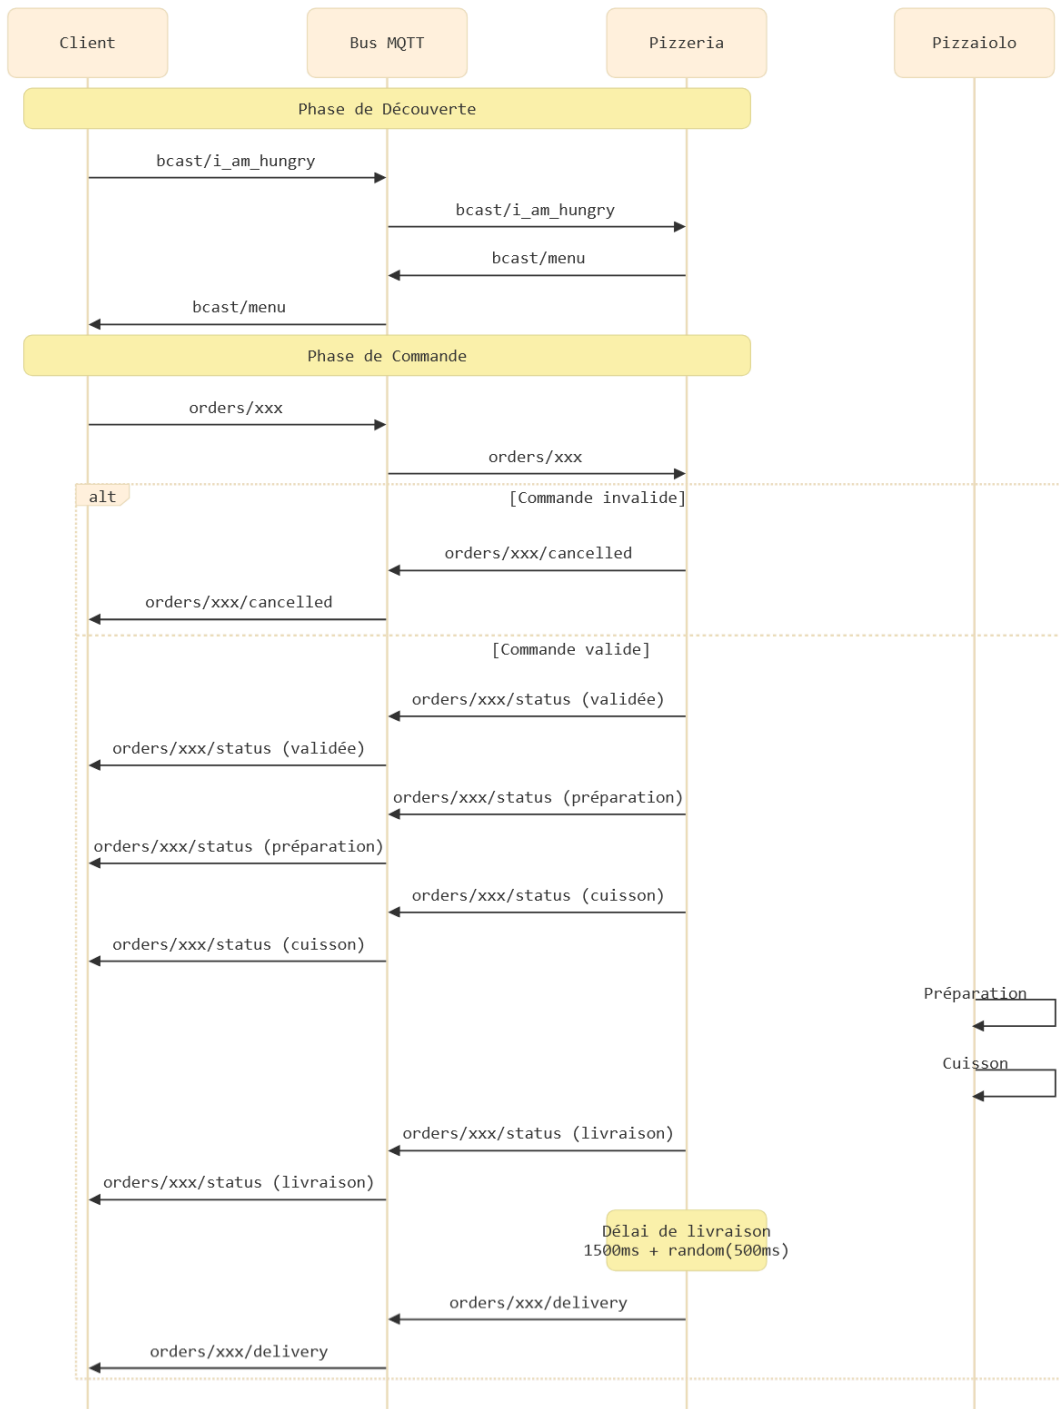 Client
Bus MQTT
Pizzeria
Pizzaiolo
Phase de Découverte
bcast/i_am_hungry
bcast/i_am_hungry
bcast/menu
bcast/menu
Phase de Commande
orders/xxx
orders/xxx
alt
[Commande invalide]
orders/xxx/cancelled
orders/xxx/cancelled
[Commande valide]
orders/xxx/status (validée)
orders/xxx/status (validée)
orders/xxx/status (préparation)
orders/xxx/status (préparation)
orders/xxx/status (cuisson)
orders/xxx/status (cuisson)
Préparation
Cuisson
orders/xxx/status (livraison)
orders/xxx/status (livraison)
Délai de livraison
1500ms + random(500ms)
orders/xxx/delivery
orders/xxx/delivery